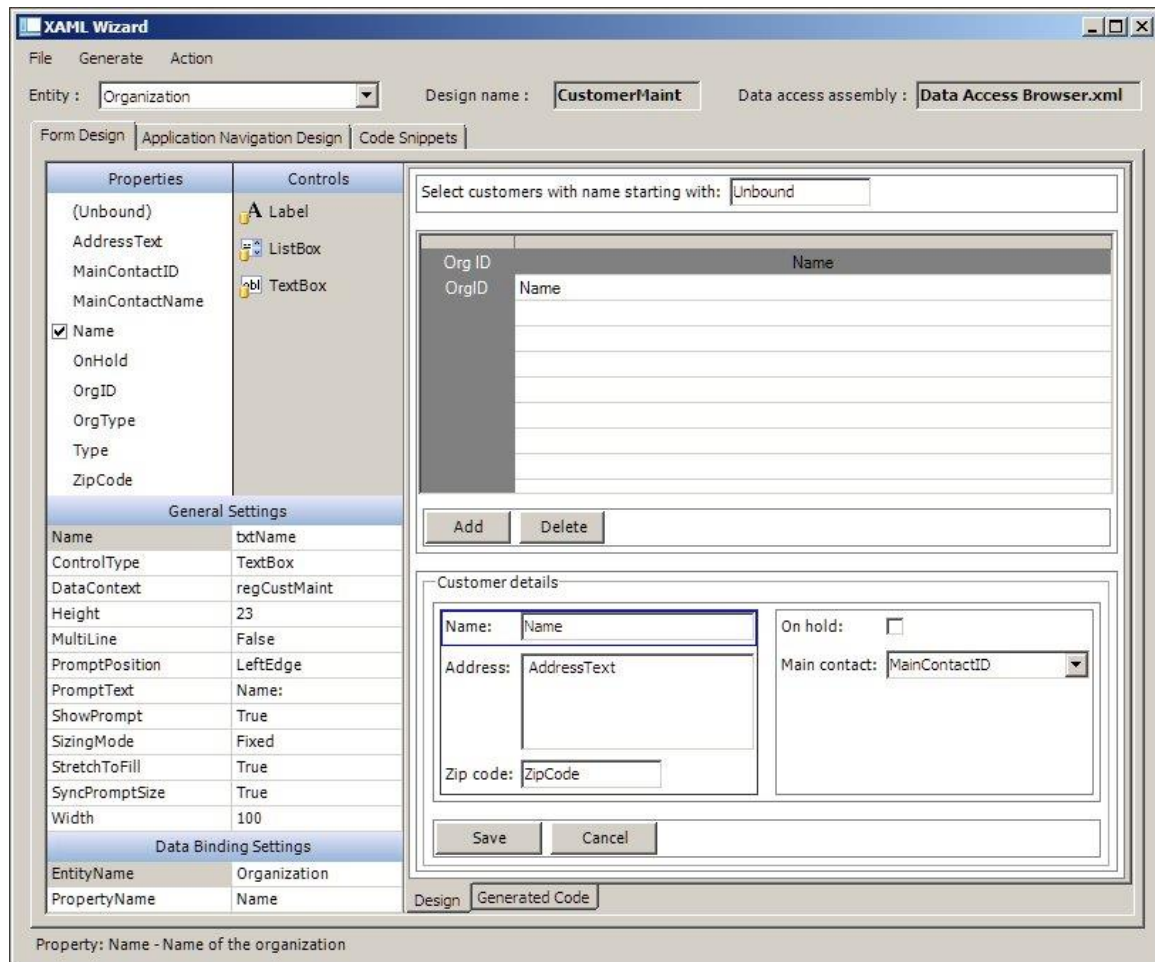 XAML Wizard
File Generate Action
Entity : Organization Design name : CustomerMaint Data access assembly : Data Access Browser.xml
Form Design Application Navigation Design Code Snippets
Properties Controls
(Unbound)
AddressText
MainContactID
MainContactName
Name
OnHold
OrgID
OrgType
Type
ZipCode
A Label
ListBox
abl TextBox
General Settings
Name txtName
ControlType TextBox
DataContext regCustMaint
Height 23
MultiLine False
PromptPosition LeftEdge
PromptText Name:
ShowPrompt True
SizingMode Fixed
StretchToFill True
SyncPromptSize True
Width 100
Data Binding Settings
EntityName Organization
PropertyName Name
Select customers with name starting with: Unbound
Org ID Name
OrgID Name
Add Delete
Customer details
Name: Name
Address: AddressText
Zip code: ZipCode
On hold:
Main contact: MainContactID
Save Cancel
Design Generated Code
Property: Name - Name of the organization